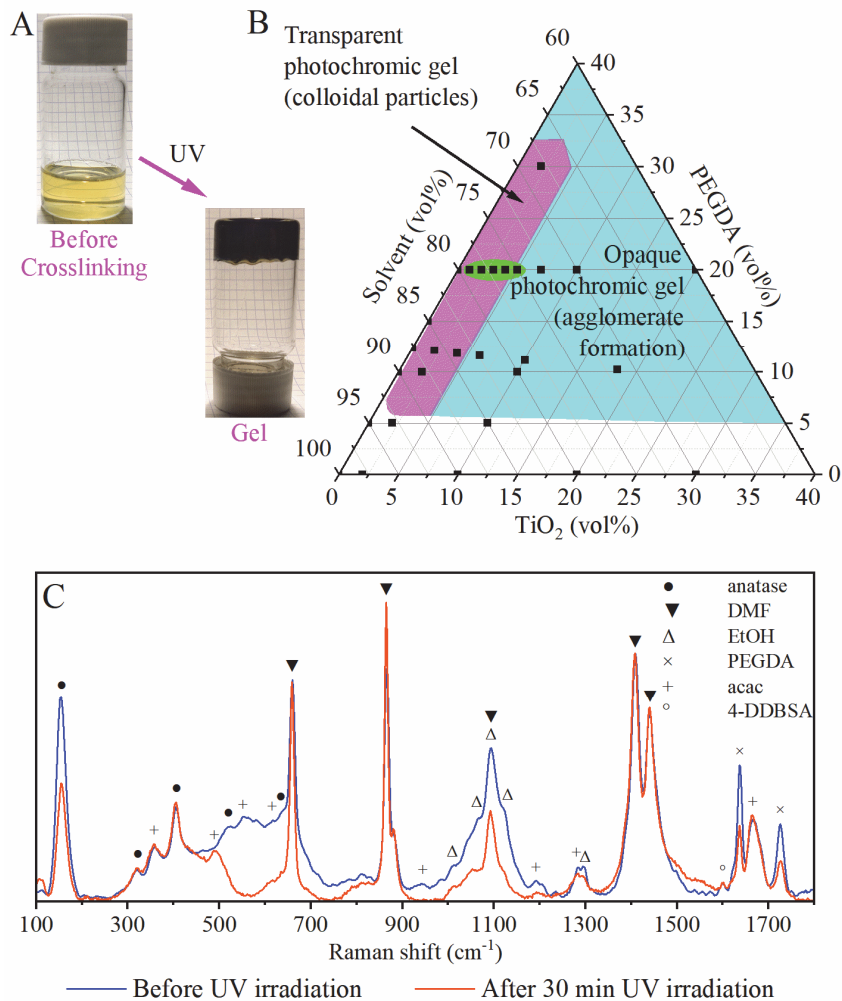 A
UV
Before
Crosslinking
Gel
B
Transparent
photochromic gel
(colloidal particles)
Solvent (vol%)
60
65
70
75
80
85
90
95
100
PEGDA (vol%)
40
35
30
25
20
15
10
5
0
Opaque
photochromic gel
(agglomerate
formation)
0 5 10 15 20 25 30 35 40
TiO₂ (vol%)
C
● anatase
▼ DMF
Δ EtOH
× PEGDA
+ acac
○ 4-DDBSA
100 300 500 700 900 1100 1300 1500 1700
Raman shift (cm⁻¹)
Before UV irradiation
After 30 min UV irradiation